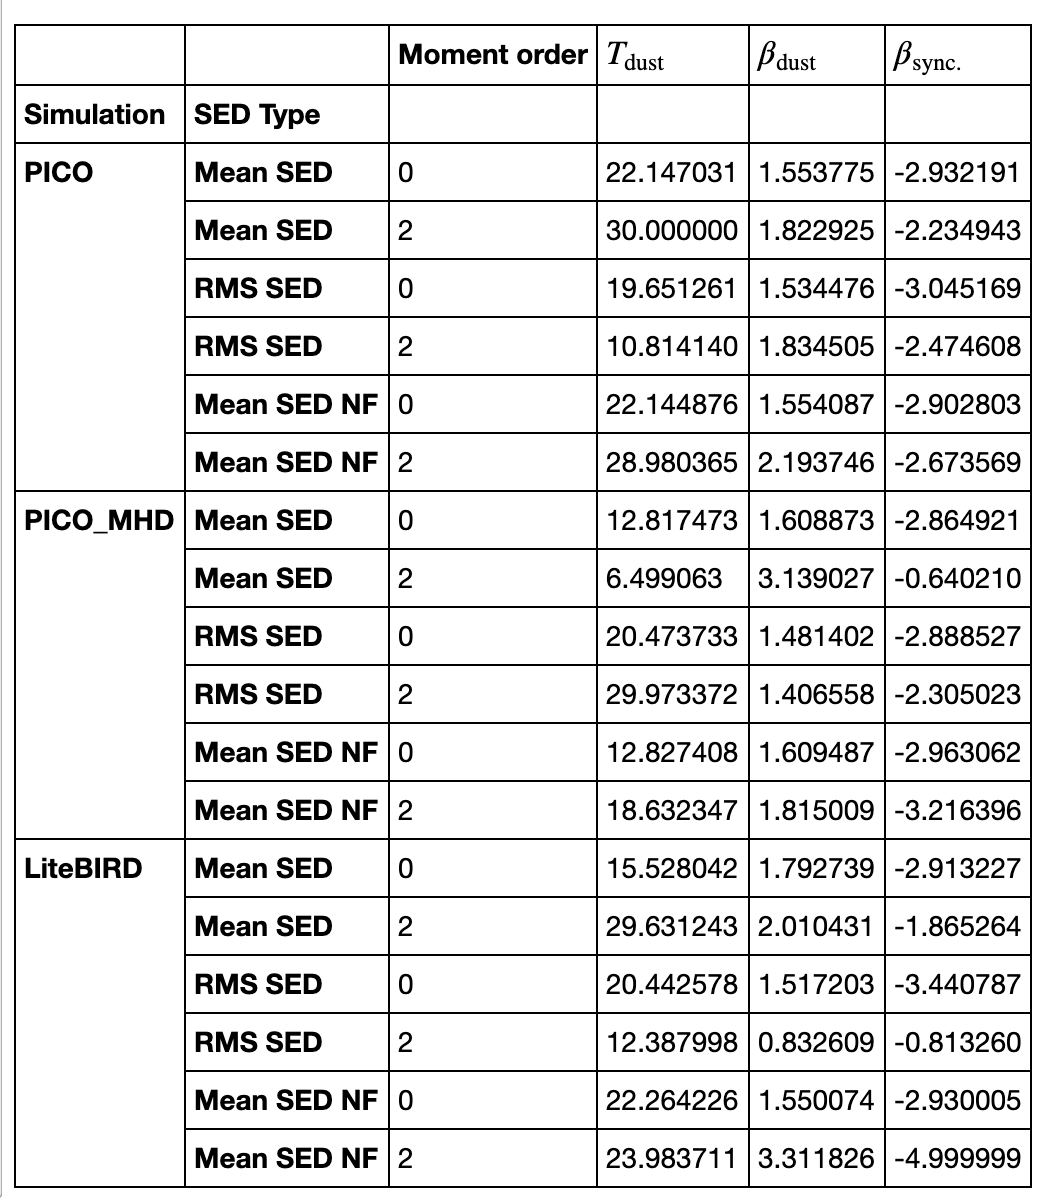 Moment order T_dust β_dust β_sync.
Simulation SED Type
PICO Mean SED 0 22.147031 1.553775 -2.932191
Mean SED 2 30.000000 1.822925 -2.234943
RMS SED 0 19.651261 1.534476 -3.045169
RMS SED 2 10.814140 1.834505 -2.474608
Mean SED NF 0 22.144876 1.554087 -2.902803
Mean SED NF 2 28.980365 2.193746 -2.673569
PICO_MHD Mean SED 0 12.817473 1.608873 -2.864921
Mean SED 2 6.499063 3.139027 -0.640210
RMS SED 0 20.473733 1.481402 -2.888527
RMS SED 2 29.973372 1.406558 -2.305023
Mean SED NF 0 12.827408 1.609487 -2.963062
Mean SED NF 2 18.632347 1.815009 -3.216396
LiteBIRD Mean SED 0 15.528042 1.792739 -2.913227
Mean SED 2 29.631243 2.010431 -1.865264
RMS SED 0 20.442578 1.517203 -3.440787
RMS SED 2 12.387998 0.832609 -0.813260
Mean SED NF 0 22.264226 1.550074 -2.930005
Mean SED NF 2 23.983711 3.311826 -4.999999